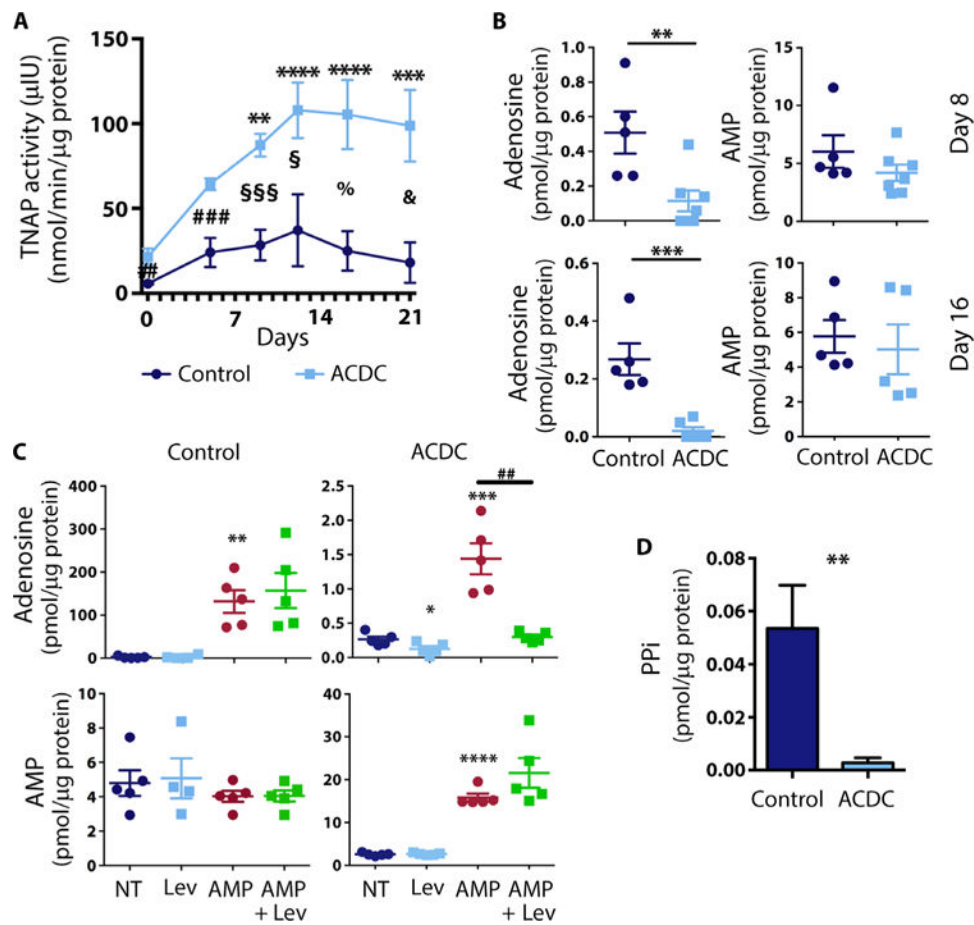 A
TNAP activity (µIU)
(nmol/min/µg protein)
150
100
50
0
**
****
****
***
§§§
§
%
&
###
##
0
7
14
21
Days
Control
ACDC
B
Adenosine
(pmol/µg protein)
1.0
0.8
0.6
0.4
0.2
0.0
**
AMP
(pmol/µg protein)
15
10
5
0
Day 8
Adenosine
(pmol/µg protein)
0.6
0.4
0.2
0.0
***
Control ACDC
AMP
(pmol/µg protein)
10
8
6
4
2
0
Control ACDC
Day 16
C
Control
ACDC
Adenosine
(pmol/µg protein)
400
300
200
100
0
**
2.5
2.0
1.5
1.0
0.5
0.0
*
***
##
AMP
(pmol/µg protein)
10
8
6
4
2
0
NT Lev AMP AMP
+ Lev
40
30
20
10
0
****
NT Lev AMP AMP
+ Lev
D
PPi
(pmol/µg protein)
0.08
0.06
0.04
0.02
0.00
**
Control ACDC